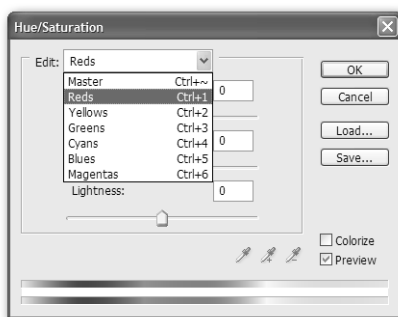 Hue/Saturation
Edit: Reds
Master Ctrl+~
Reds Ctrl+1
Yellows Ctrl+2
Greens Ctrl+3
Cyans Ctrl+4
Blues Ctrl+5
Magentas Ctrl+6
0
0
Lightness: 0
OK
Cancel
Load...
Save...
Colorize
Preview